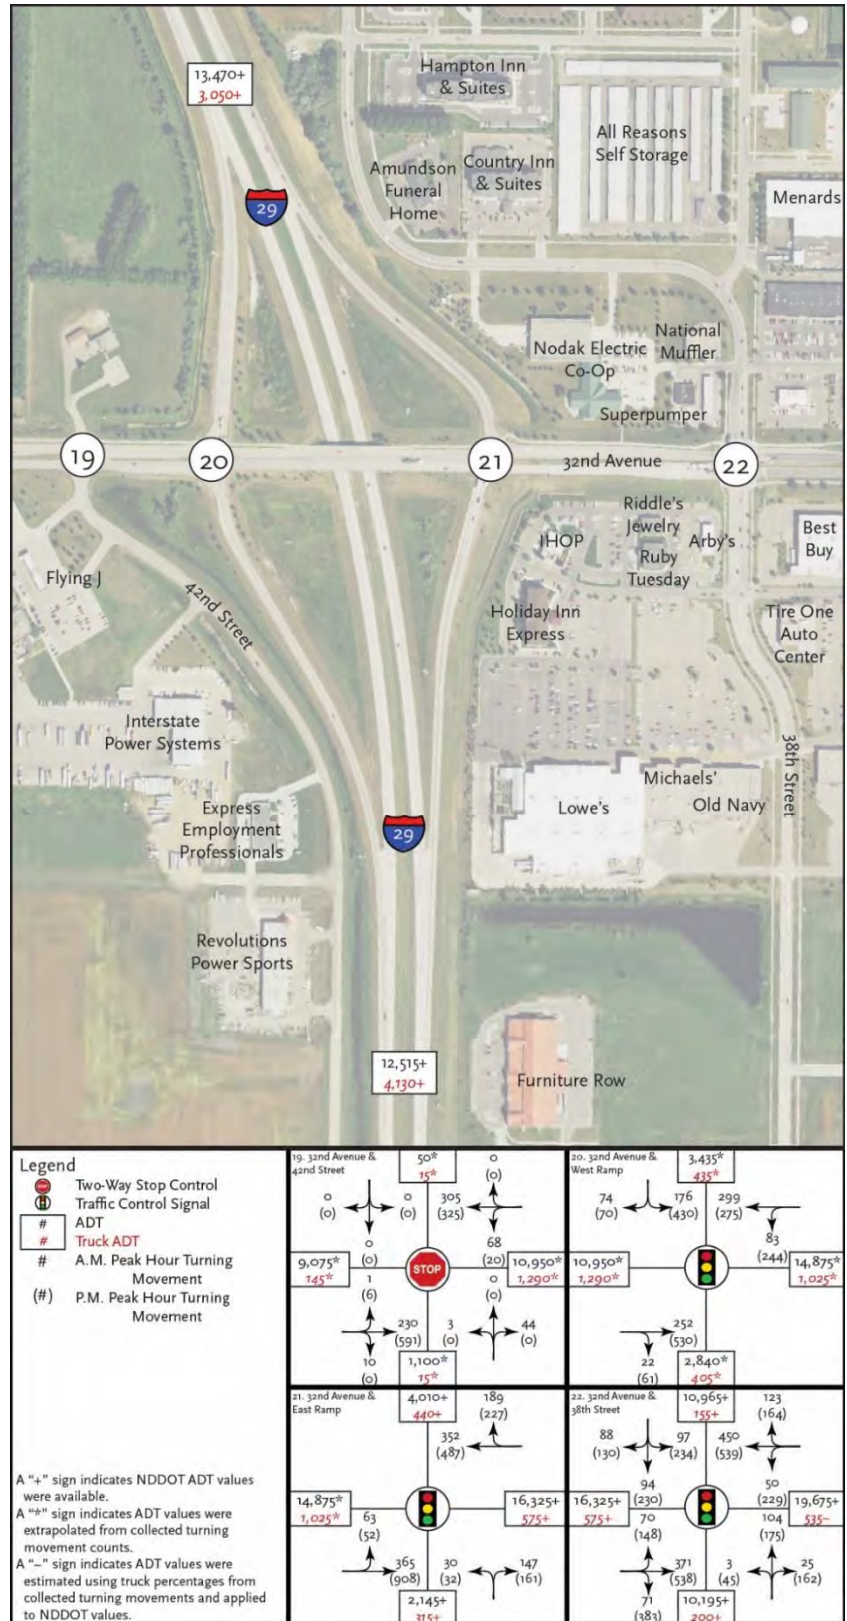 13,470+
3,050+
29
Hampton Inn
& Suites
All Reasons
Self Storage
Amundson
Funeral
Home
Country Inn
& Suites
Menards
Nodak Electric
Co-Op
National
Muffler
Superpumper
19
20
21
32nd Avenue
22
Riddle's
Jewelry
IHOP
Ruby
Tuesday
Arby's
Best
Buy
Flying J
42nd Street
Holiday Inn
Express
Tire One
Auto
Center
Interstate
Power Systems
38th Street
Michaels'
Old Navy
Lowe's
Express
Employment
Professionals
29
Revolutions
Power Sports
12,515+
4,130+
Furniture Row
Legend
STOP Two-Way Stop Control
Traffic Control Signal
# ADT
# Truck ADT
# A.M. Peak Hour Turning
Movement
(#) P.M. Peak Hour Turning
Movement
A "+" sign indicates NDDOT ADT values
were available.
A "*" sign indicates ADT values were
extrapolated from collected turning
movement counts.
A "~" sign indicates ADT values were
estimated using truck percentages from
collected turning movements and applied
to NDDOT values.
19. 32nd Avenue &
42nd Street
50*
15*
0
(0)
0
(0)
0
(0)
305
(325)
0
(0)
68
(20)
9,075*
145*
STOP
10,950*
1,290*
1
(6)
0
(0)
230
(591)
3
(0)
44
(0)
10
(0)
1,100*
15*
20. 32nd Avenue &
West Ramp
3,435*
435*
74
(70)
176
(430)
299
(275)
83
(244)
10,950*
1,290*
14,875*
1,025*
252
(530)
22
(61)
2,840*
405*
21. 32nd Avenue &
East Ramp
4,010+
440+
189
(227)
352
(487)
14,875*
1,025*
16,325+
575+
63
(52)
365
(908)
30
(32)
147
(161)
2,145+
315+
22. 32nd Avenue &
38th Street
10,965+
155+
123
(164)
88
(130)
97
(234)
450
(539)
94
(230)
50
(229)
16,325+
575+
19,675+
535~
70
(148)
104
(175)
371
(538)
3
(45)
25
(162)
71
(383)
10,195+
200+